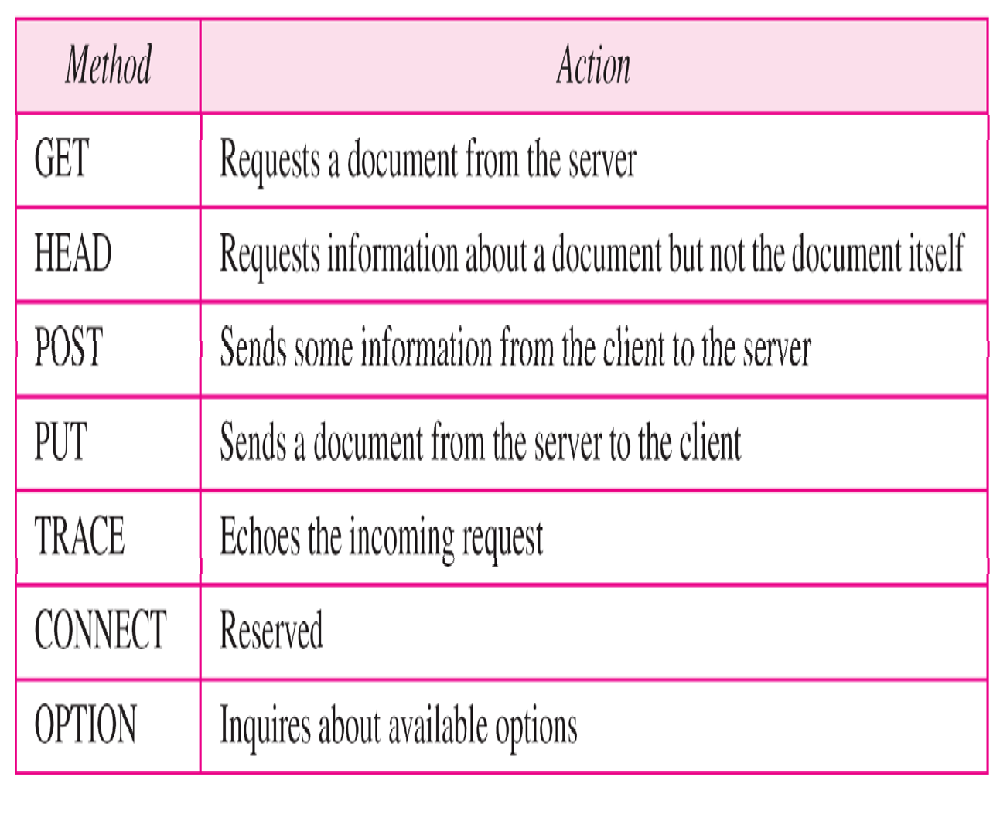 Method Action
GET Requests a document from the server
HEAD Requests information about a document but not the document itself
POST Sends some information from the client to the server
PUT Sends a document from the server to the client
TRACE Echoes the incoming request
CONNECT Reserved
OPTION Inquires about available options